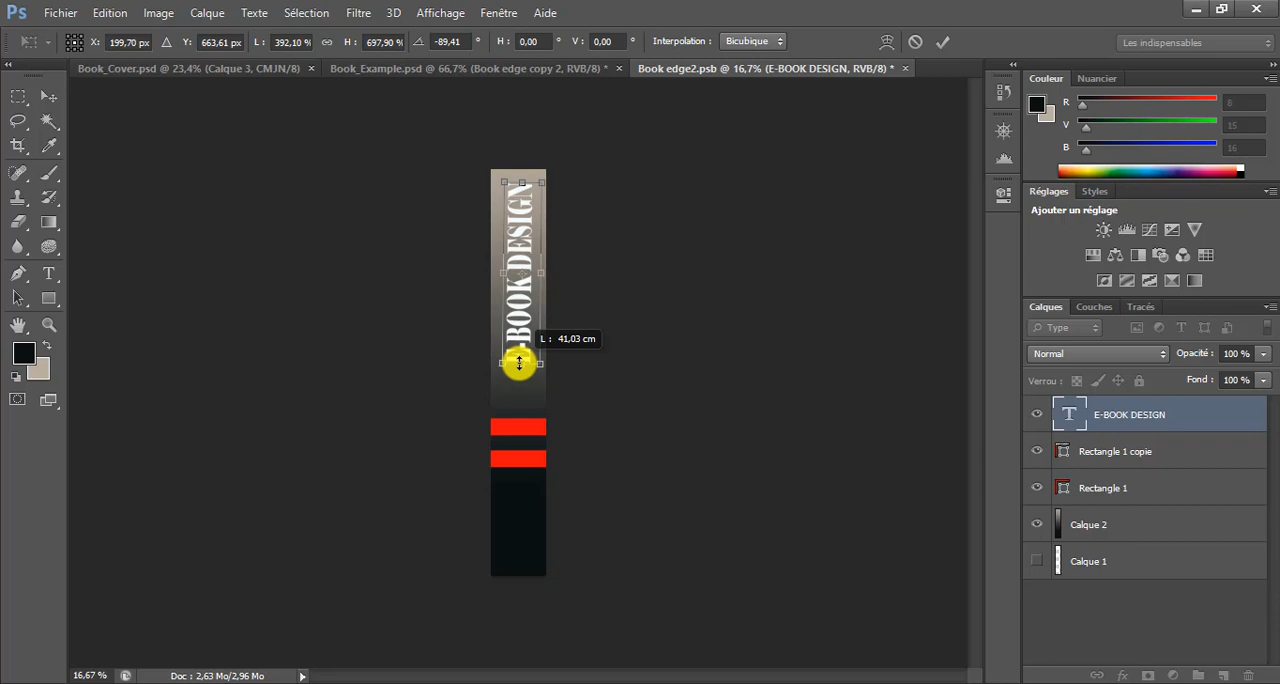 Ps Fichier Edition Image Calque Texte Sélection Filtre 3D Affichage Fenêtre Aide
X: 199,70 px Y: 663,61 px L: 392,10 % H: 697,90 % -89,41 ° H: 0,00 ° V: 0,00 ° Interpolation : Bicubique Les indispensables
Book_Cover.psd @ 23,4% (Calque 3, CMJN/8) × Book_Example.psd @ 66,7% (Book edge copy 2, RVB/8) * × Book edge2.psb @ 16,7% (E-BOOK DESIGN, RVB/8) * ×
Couleur Nuancier
R 8
V 15
B 16
Réglages Styles
Ajouter un réglage
E-BOOK DESIGN
L : 41,03 cm
Calques Couches Tracés
Type
Normal Opacité : 100 %
Verrou : Fond : 100 %
T E-BOOK DESIGN
Rectangle 1 copie
Rectangle 1
Calque 2
Calque 1
16,67 % Doc : 2,63 Mo/2,96 Mo